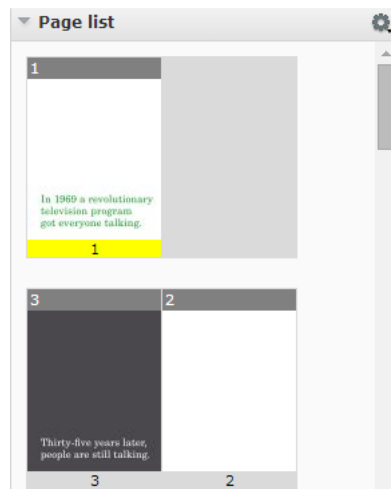 Page list
1
In 1969 a revolutionary
television program
got everyone talking.
1
3 2
Thirty-five years later,
people are still talking.
3 2